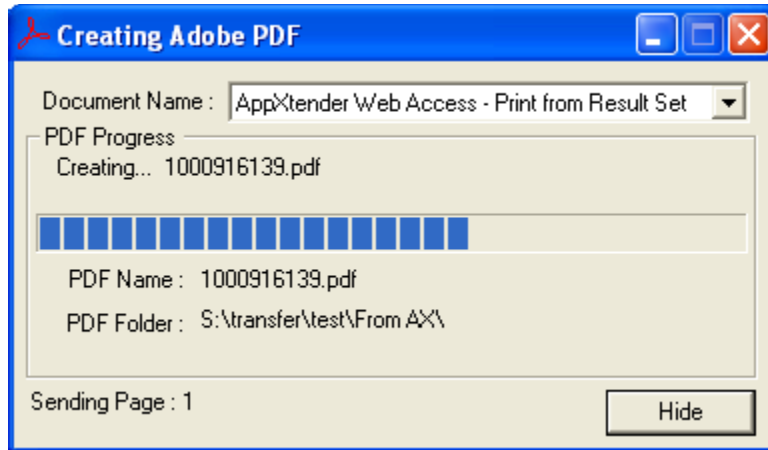 Creating Adobe PDF
Document Name : AppXtender Web Access - Print from Result Set
PDF Progress
Creating... 1000916139.pdf
PDF Name : 1000916139.pdf
PDF Folder : S:\transfer\test\From AX\
Sending Page : 1
Hide